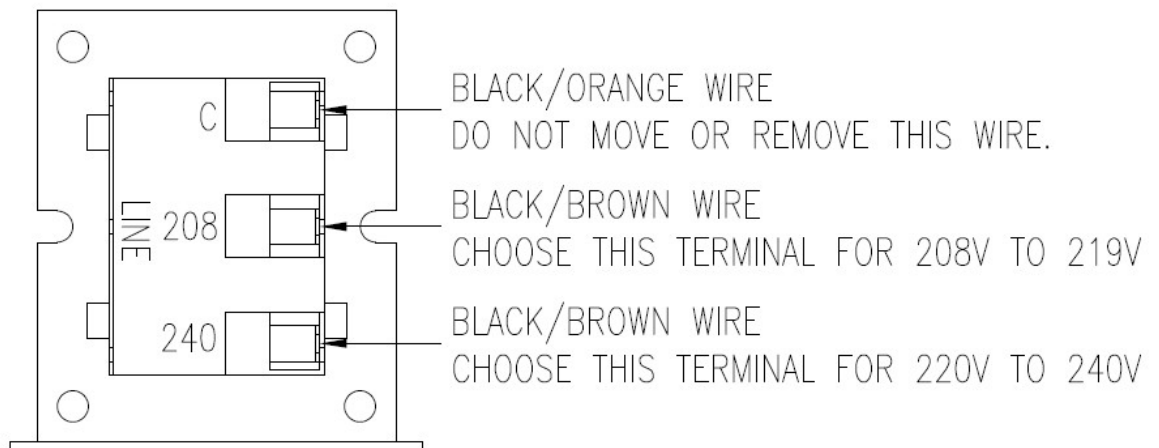 C
BLACK/ORANGE WIRE
DO NOT MOVE OR REMOVE THIS WIRE.
LINE
208
BLACK/BROWN WIRE
CHOOSE THIS TERMINAL FOR 208V TO 219V
240
BLACK/BROWN WIRE
CHOOSE THIS TERMINAL FOR 220V TO 240V